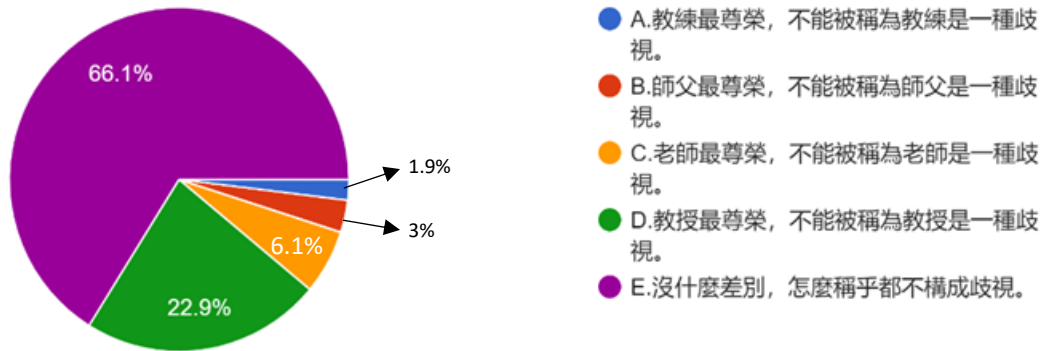 66.1%
1.9%
3%
6.1%
22.9%
A.教練最尊榮，不能被稱為教練是一種歧
視。
B.師父最尊榮，不能被稱為師父是一種歧
視。
C.老師最尊榮，不能被稱為老師是一種歧
視。
D.教授最尊榮，不能被稱為教授是一種歧
視。
E.沒什麼差別，怎麼稱乎都不構成歧視。